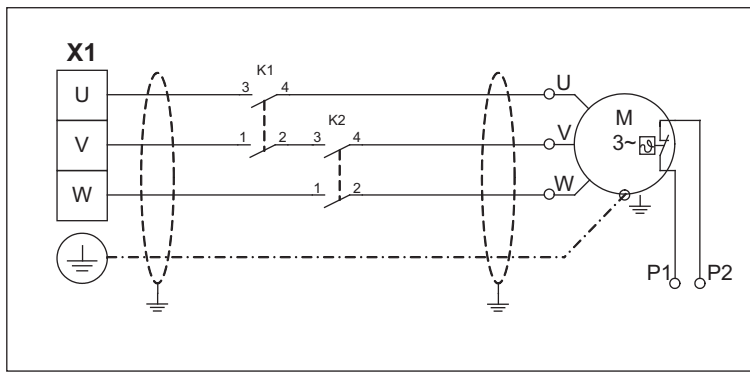 X1
K1
U 3 4 U
M
3~ ϑ
K2
V 1 2 3 4 V
W 1 2 W
P1 P2